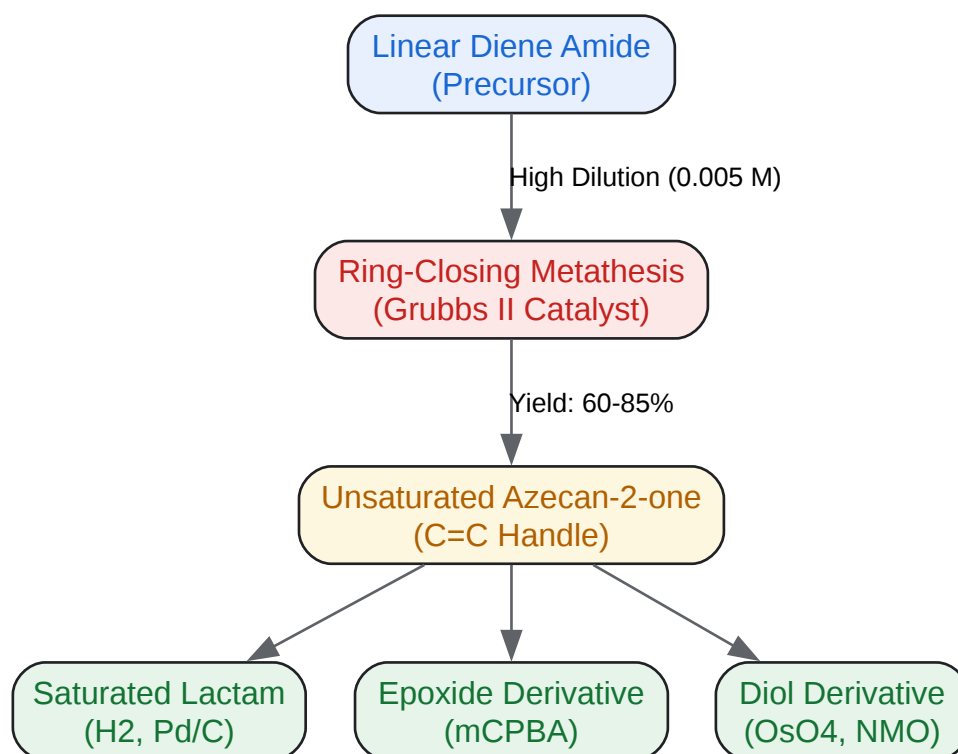 Linear Diene Amide
(Precursor)
High Dilution (0.005 M)
Ring-Closing Metathesis
(Grubbs II Catalyst)
Yield: 60-85%
Unsaturated Azecan-2-one
(C=C Handle)
Saturated Lactam
(H2, Pd/C)
Epoxide Derivative
(mCPBA)
Diol Derivative
(OsO4, NMO)